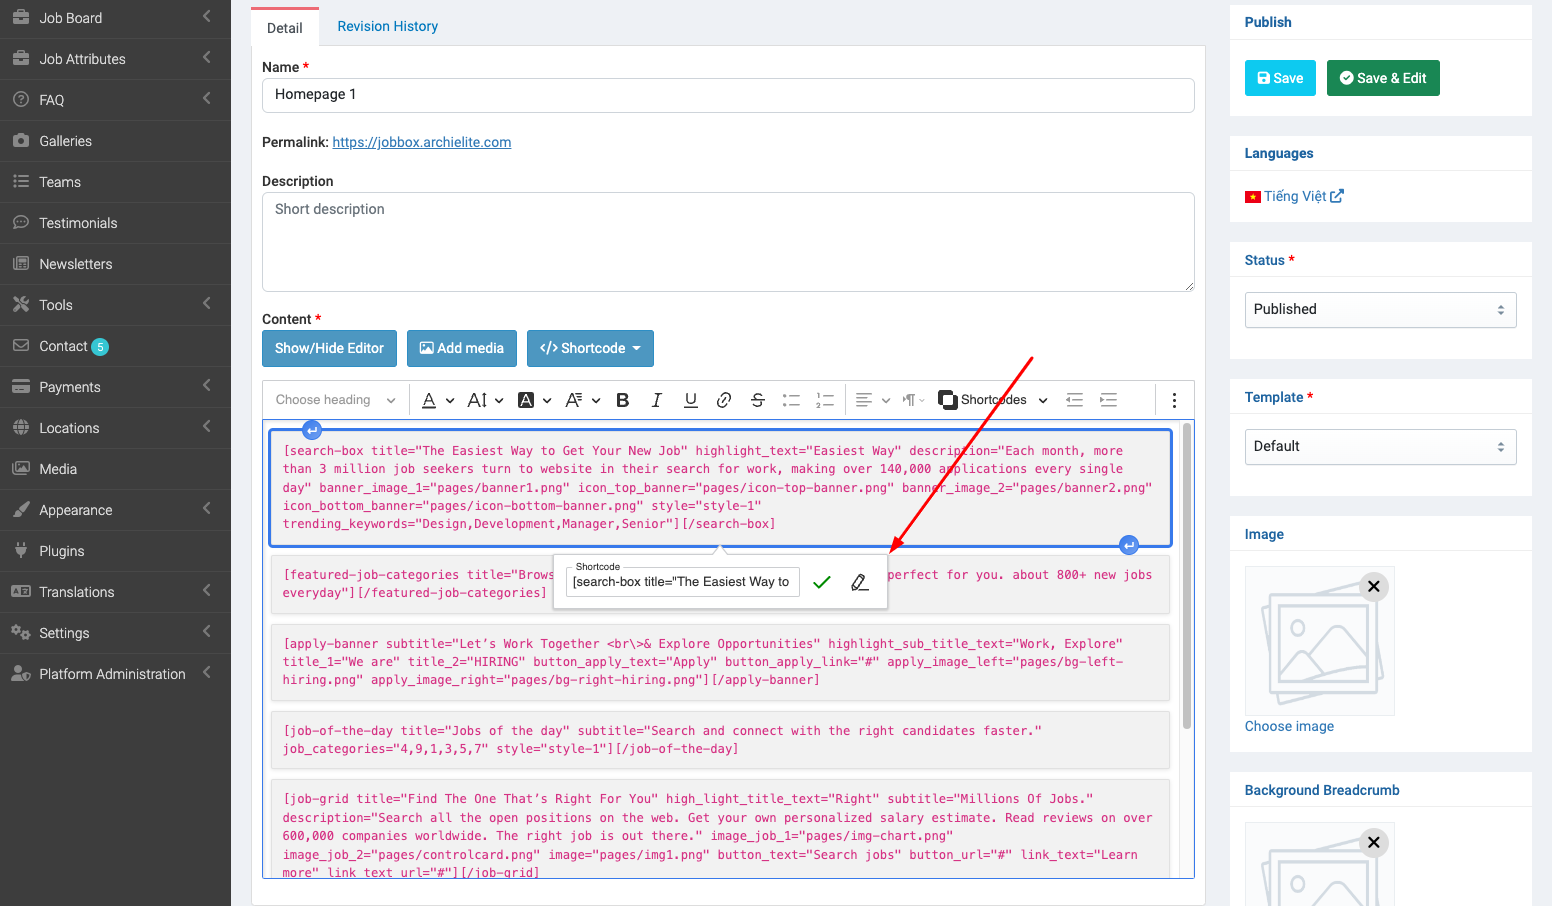 Job Board
Job Attributes
FAQ
Galleries
Teams
Testimonials
Newsletters
Tools
Contact 5
Payments
Locations
Media
Appearance
Plugins
Translations
Settings
Platform Administration
Detail
Revision History
Name *
Homepage 1
Permalink: https://jobbox.archielite.com
Description
Short description
Content *
Show/Hide Editor
Add media
</> Shortcode
Choose heading
Shortcodes
[search-box title="The Easiest Way to Get Your New Job" highlight_text="Easiest Way" description="Each month, more
than 3 million job seekers turn to website in their search for work, making over 140,000 applications every single
day" banner_image_1="pages/banner1.png" icon_top_banner="pages/icon-top-banner.png" banner_image_2="pages/banner2.png"
icon_bottom_banner="pages/icon-bottom-banner.png" style="style-1"
trending_keywords="Design,Development,Manager,Senior"][/search-box]
Shortcode
[search-box title="The Easiest Way to
[featured-job-categories title="Brows
perfect for you. about 800+ new jobs
everyday"][/featured-job-categories]
[apply-banner subtitle="Let’s Work Together <br\>& Explore Opportunities" highlight_sub_title_text="Work, Explore"
title_1="We are" title_2="HIRING" button_apply_text="Apply" button_apply_link="#" apply_image_left="pages/bg-left-
hiring.png" apply_image_right="pages/bg-right-hiring.png"][/apply-banner]
[job-of-the-day title="Jobs of the day" subtitle="Search and connect with the right candidates faster."
job_categories="4,9,1,3,5,7" style="style-1"][/job-of-the-day]
[job-grid title="Find The One That’s Right For You" high_light_title_text="Right" subtitle="Millions Of Jobs."
description="Search all the open positions on the web. Get your own personalized salary estimate. Read reviews on over
600,000 companies worldwide. The right job is out there." image_job_1="pages/img-chart.png"
image_job_2="pages/controlcard.png" image="pages/img1.png" button_text="Search jobs" button_url="#" link_text="Learn
more" link_text_url="#"][/job-grid]
Publish
Save
Save & Edit
Languages
Tiếng Việt
Status *
Published
Template *
Default
Image
Choose image
Background Breadcrumb